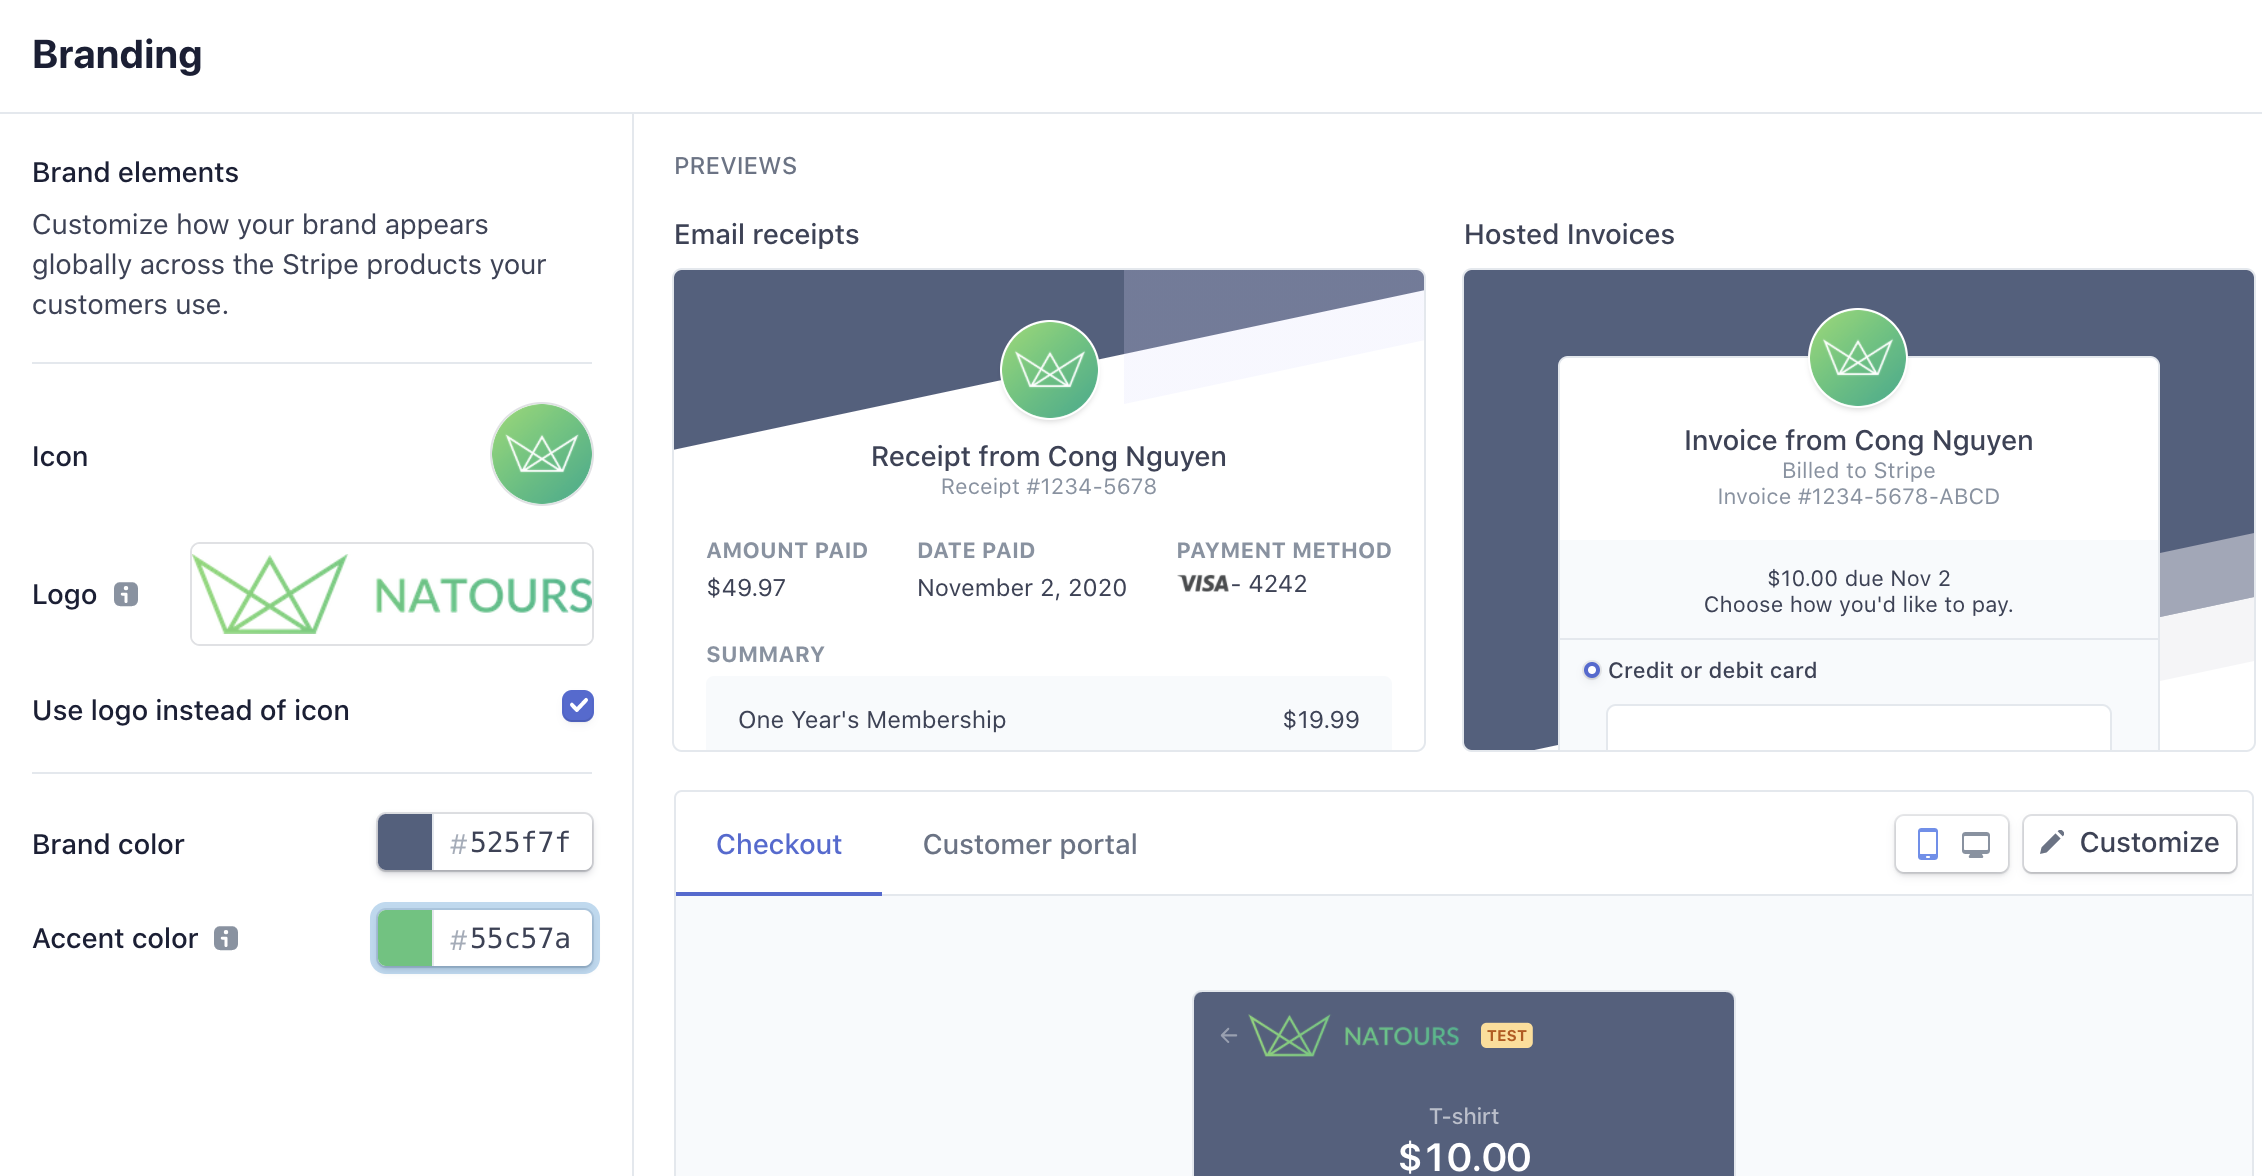 Branding
Brand elements
Customize how your brand appears
globally across the Stripe products your
customers use.
Icon
Logo
NATOURS
Use logo instead of icon
Brand color
#525f7f
Accent color
#55c57a
PREVIEWS
Email receipts
Receipt from Cong Nguyen
Receipt #1234-5678
AMOUNT PAID
$49.97
DATE PAID
November 2, 2020
PAYMENT METHOD
VISA - 4242
SUMMARY
One Year's Membership $19.99
Hosted Invoices
Invoice from Cong Nguyen
Billed to Stripe
Invoice #1234-5678-ABCD
$10.00 due Nov 2
Choose how you'd like to pay.
Credit or debit card
Checkout Customer portal Customize
NATOURS TEST
T-shirt
$10.00